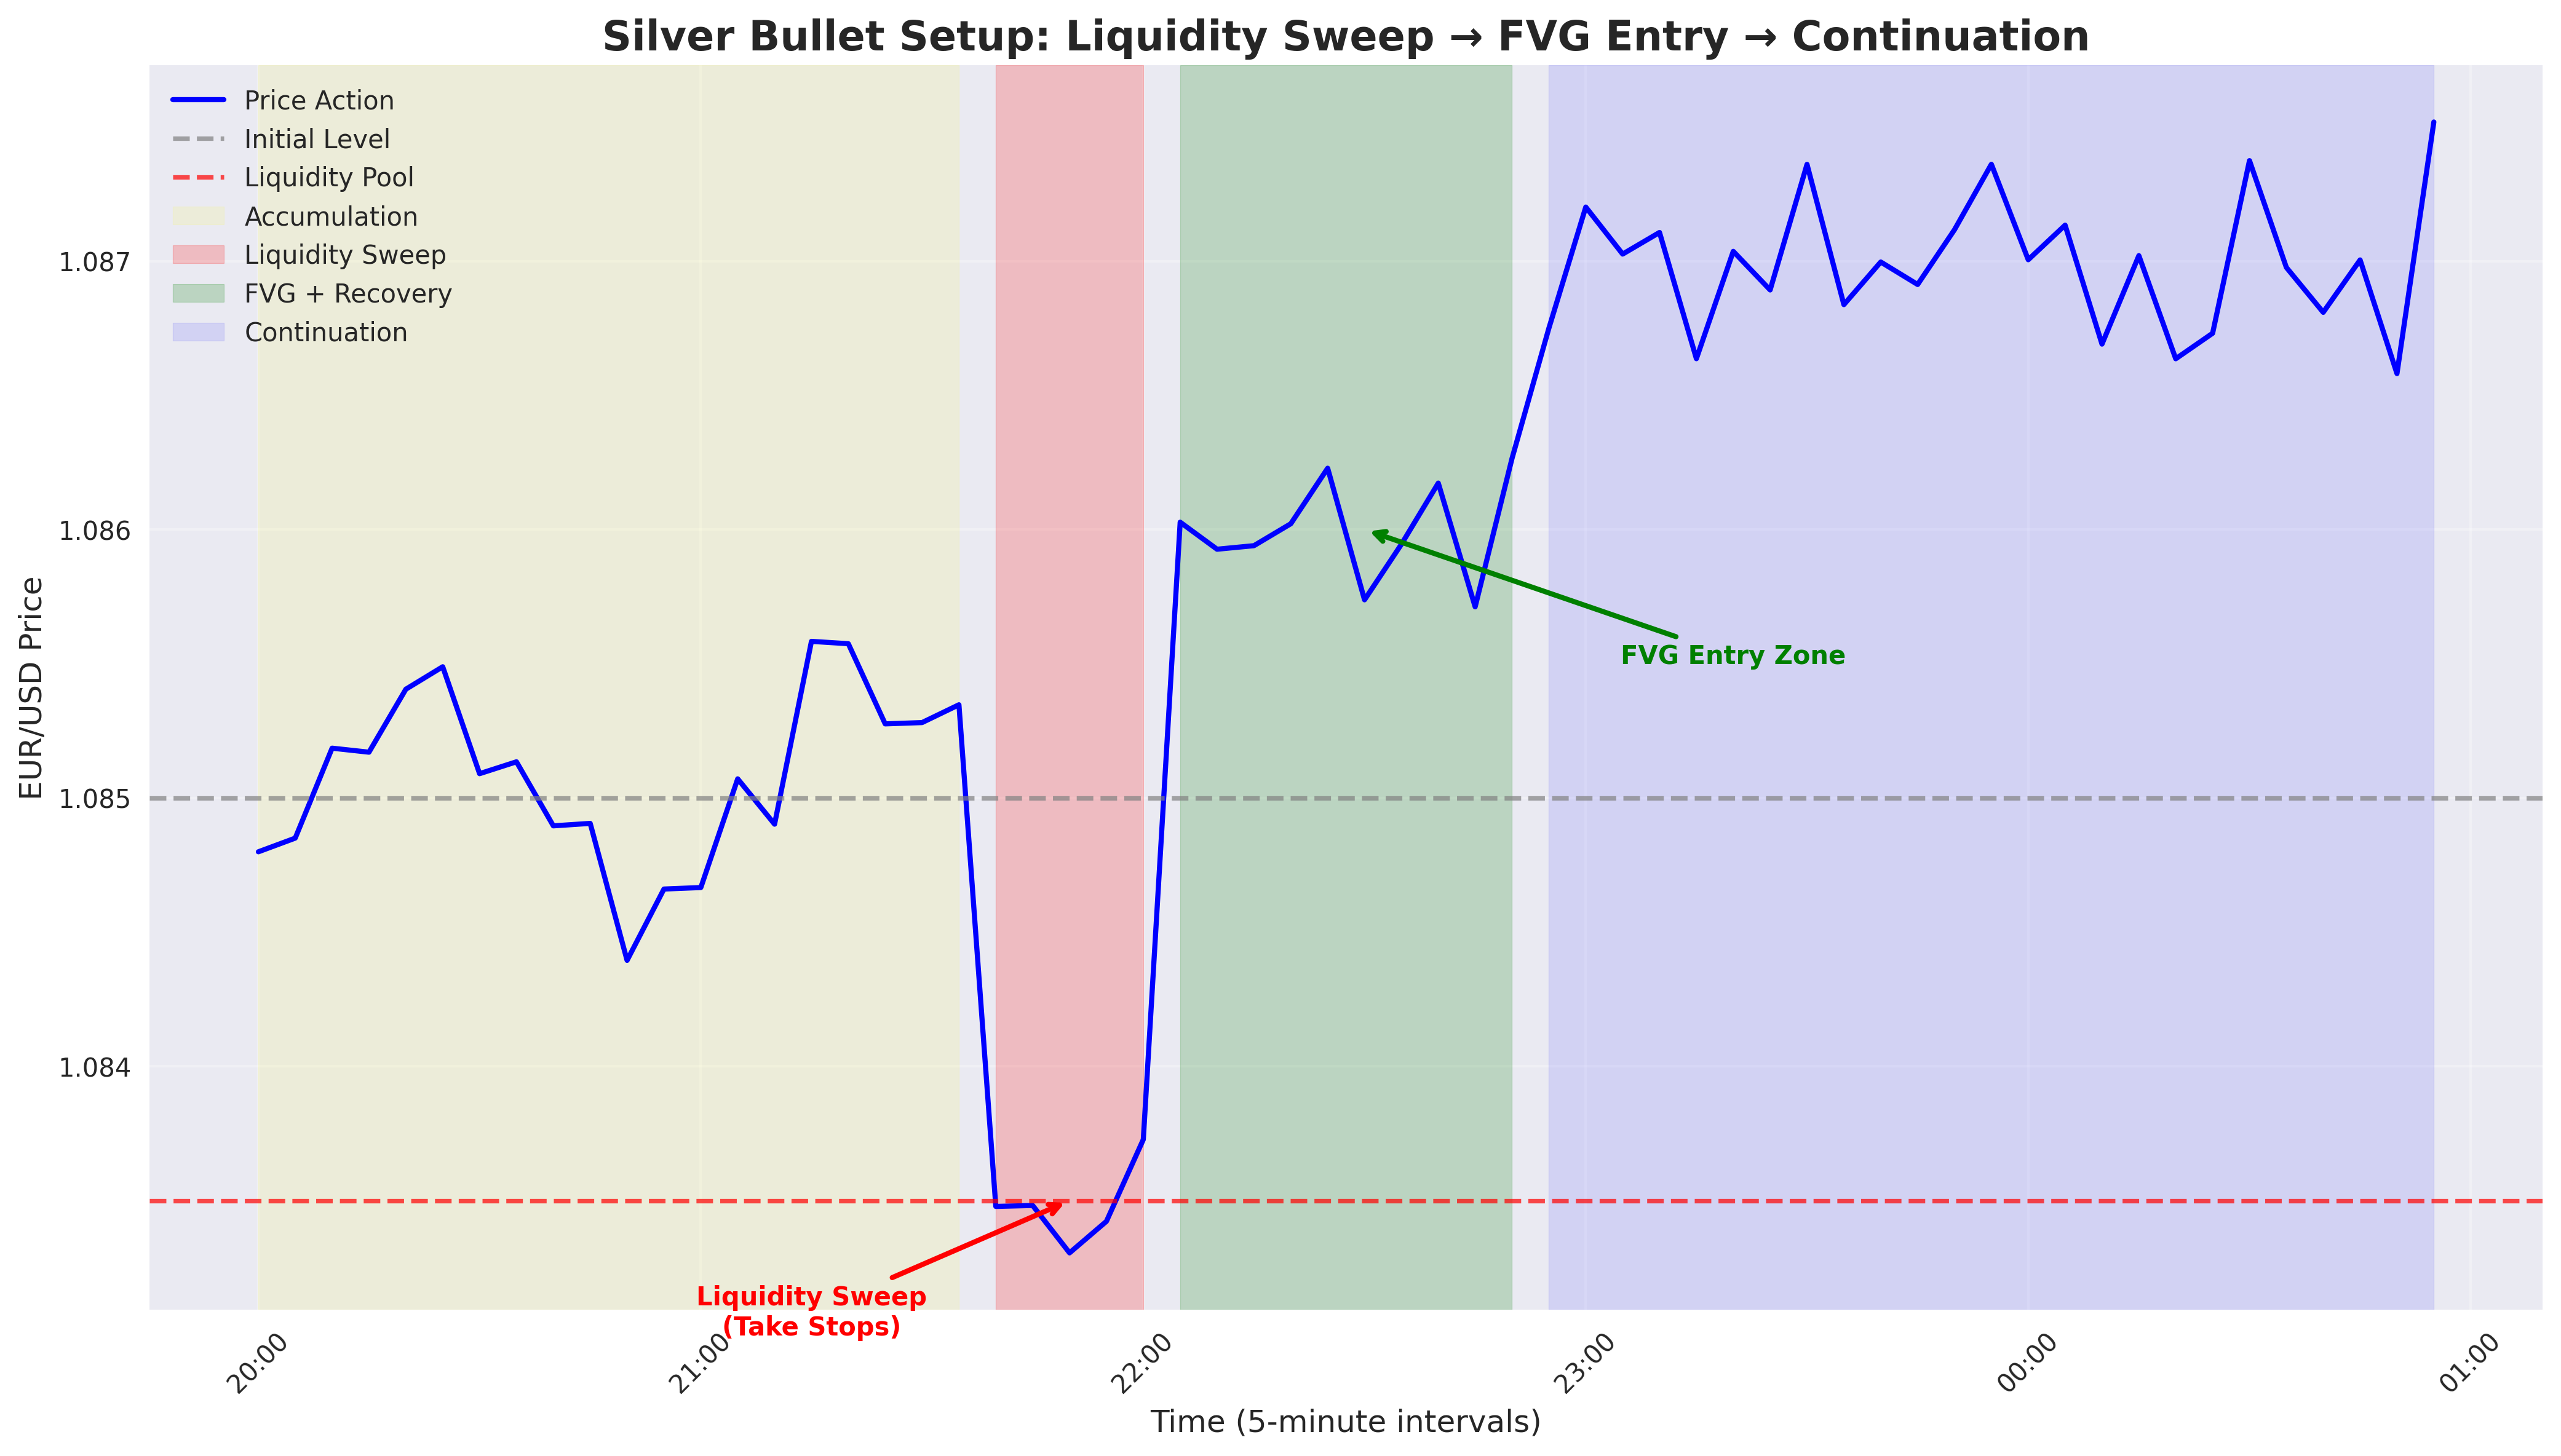 Silver Bullet Setup: Liquidity Sweep → FVG Entry → Continuation
Price Action
Initial Level
Liquidity Pool
Accumulation
Liquidity Sweep
FVG + Recovery
Continuation
EUR/USD Price
1.087
1.086
1.085
1.084
FVG Entry Zone
Liquidity Sweep
(Take Stops)
20:00
21:00
22:00
23:00
00:00
01:00
Time (5-minute intervals)